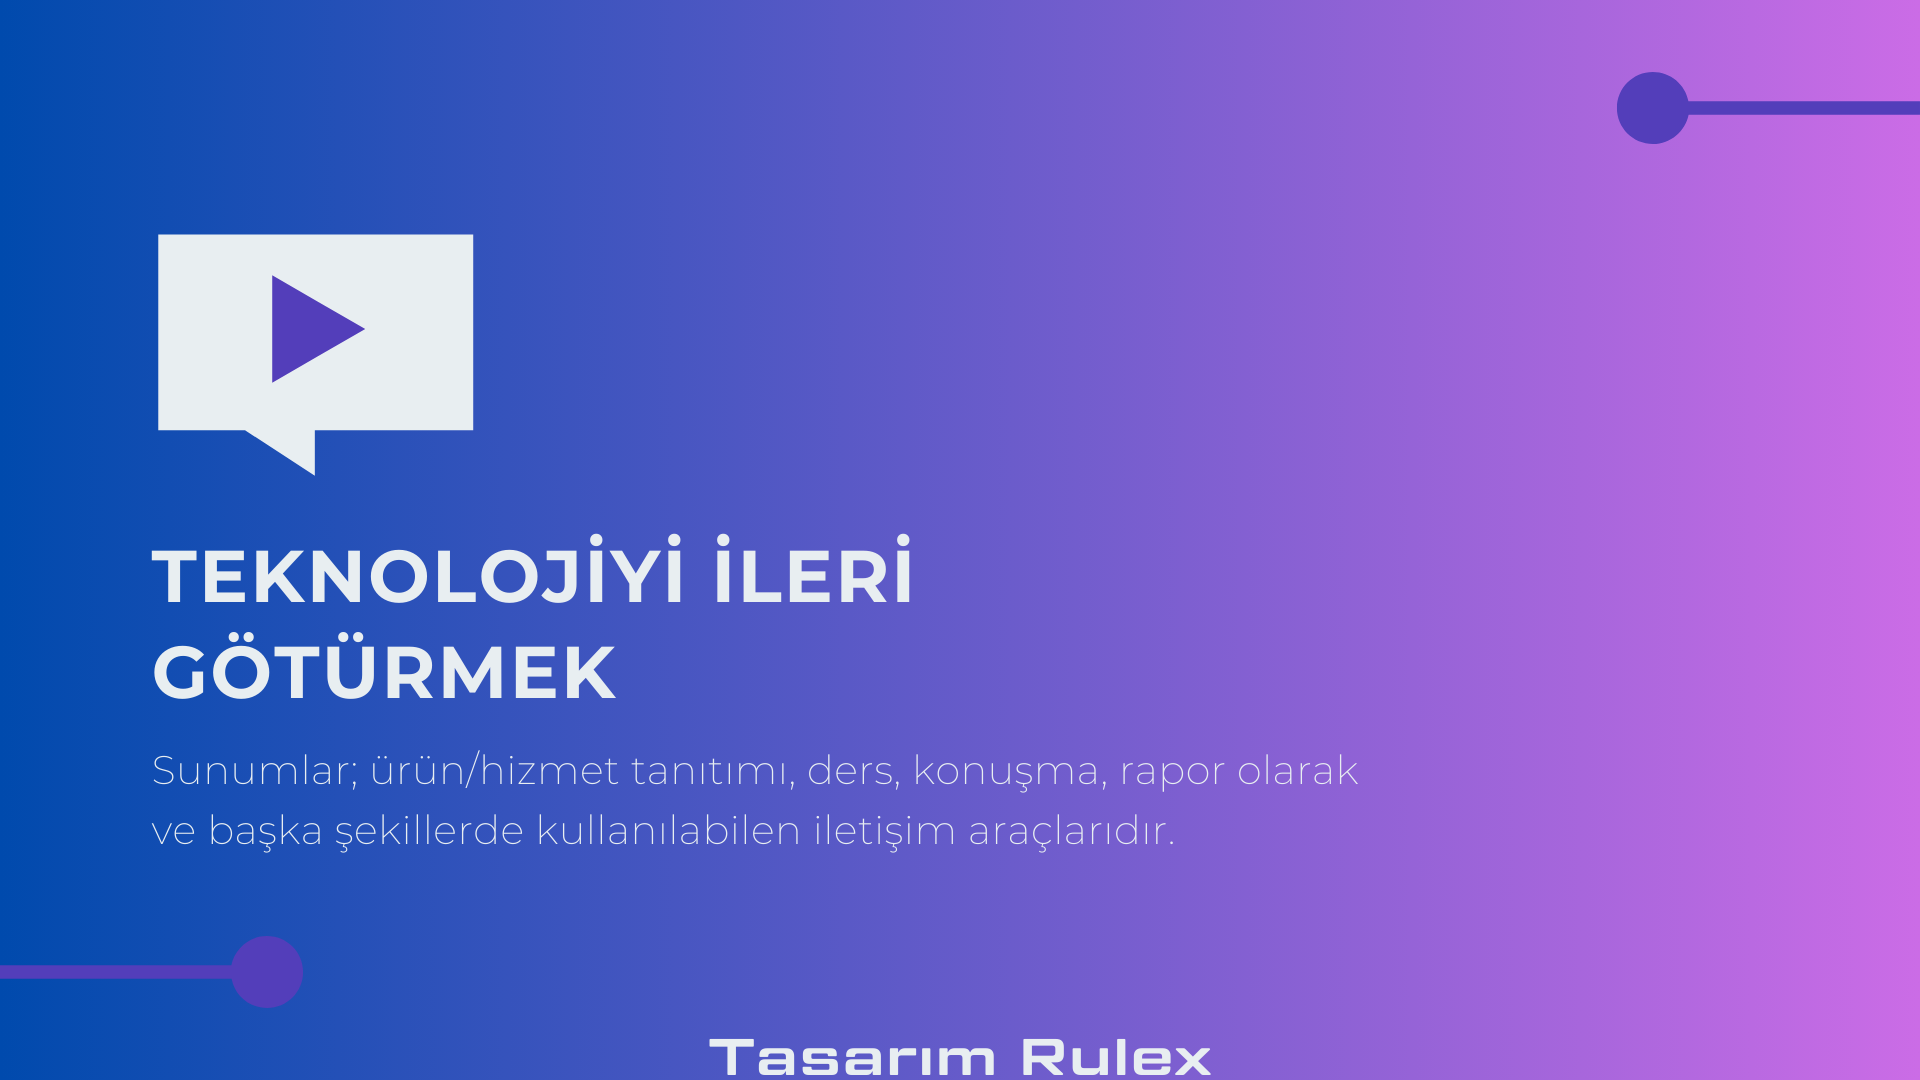 TEKNOLOJİYİ İLERİ
GÖTÜRMEK
Sunumlar; ürün/hizmet tanıtımı, ders, konuşma, rapor olarak
ve başka şekillerde kullanılabilen iletişim araçlarıdır.
Tasarım Rulex